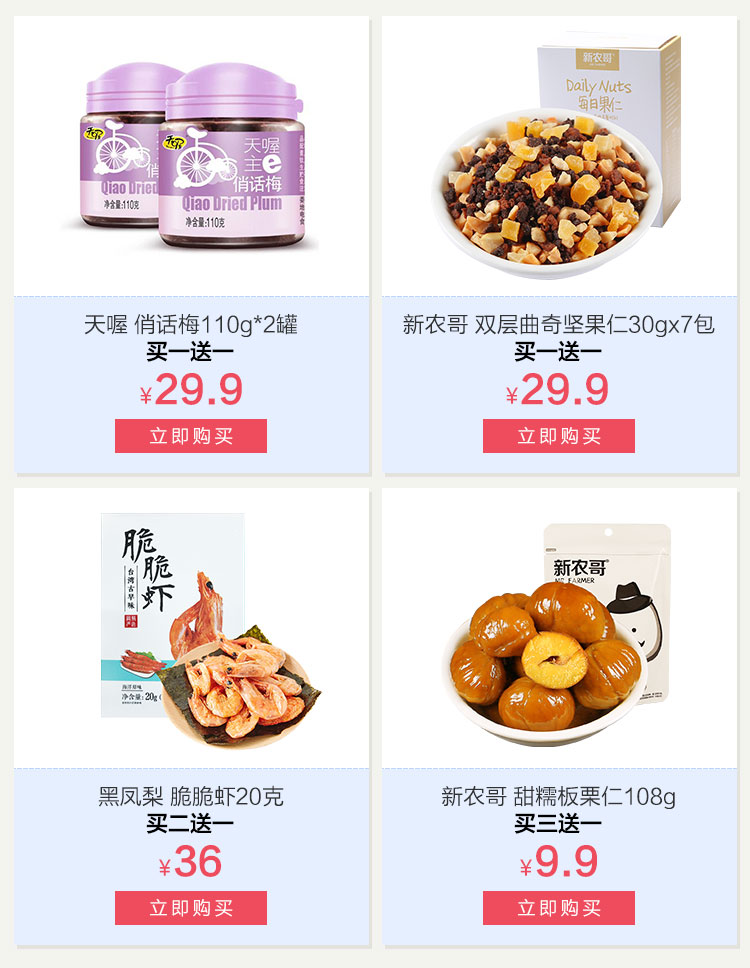 天喔
主e
俏话梅
Qiao Dried Plum
净含量:110克
Qiao Dried
净含量:110克
新农哥
Daily Nuts
每日果仁
天喔 俏话梅110g*2罐
买一送一
¥29.9
立即购买
新农哥 双层曲奇坚果仁30gx7包
买一送一
¥29.9
立即购买
脆脆虾
台湾古早味
净含量:20g
新农哥
MR.FARMER
黑凤梨 脆脆虾20克
买二送一
¥36
立即购买
新农哥 甜糯板栗仁108g
买三送一
¥9.9
立即购买